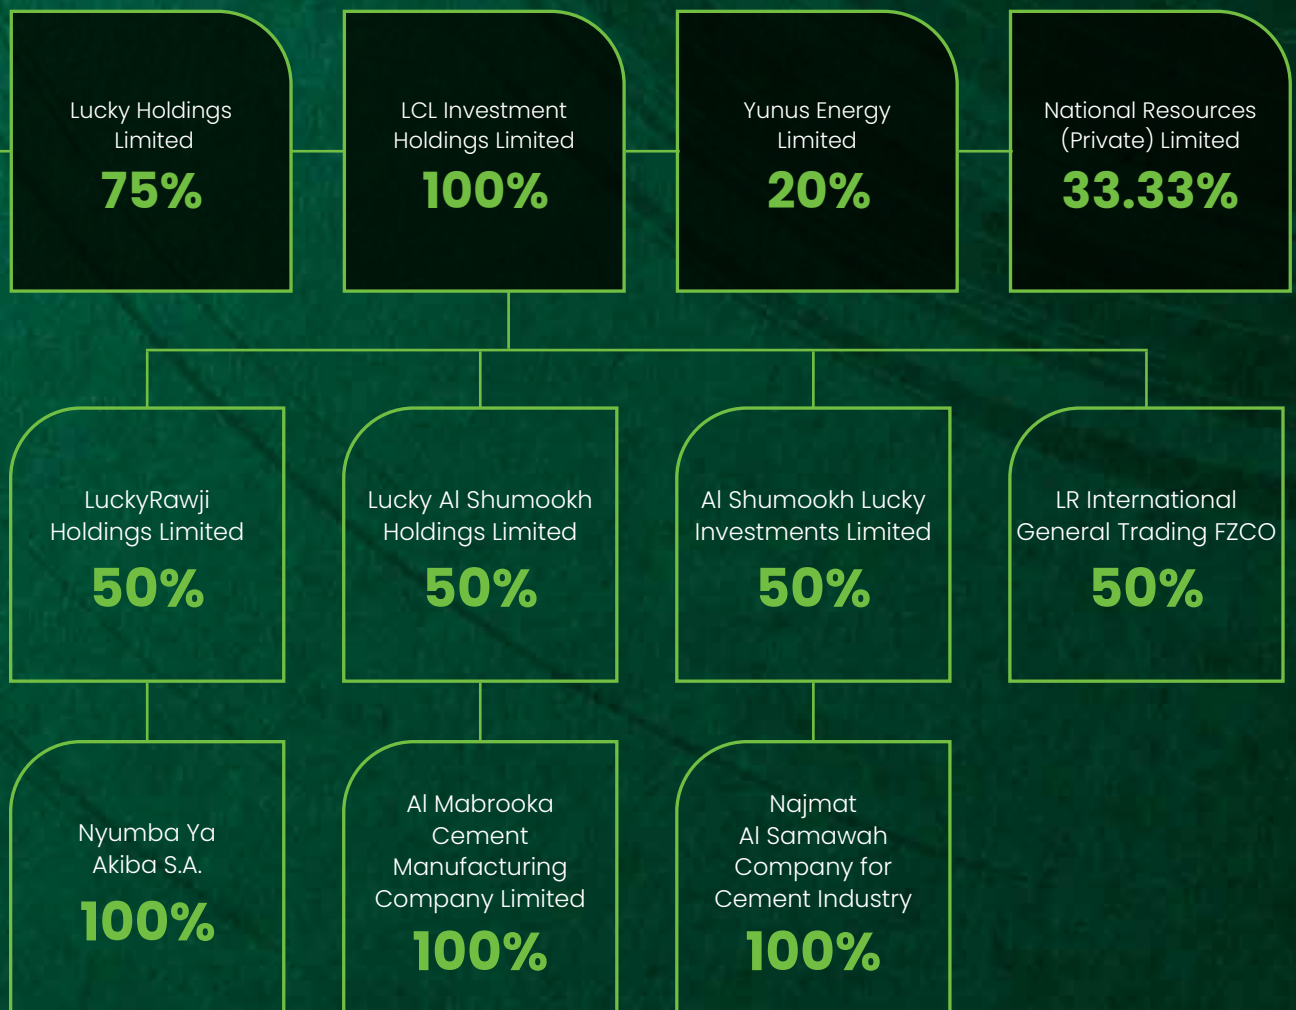 Lucky Holdings
Limited
75%
LCL Investment
Holdings Limited
100%
Yunus Energy
Limited
20%
National Resources
(Private) Limited
33.33%
LuckyRawji
Holdings Limited
50%
Lucky Al Shumookh
Holdings Limited
50%
Al Shumookh Lucky
Investments Limited
50%
LR International
General Trading FZCO
50%
Nyumba Ya
Akiba S.A.
100%
Al Mabrooka
Cement
Manufacturing
Company Limited
100%
Najmat
Al Samawah
Company for
Cement Industry
100%